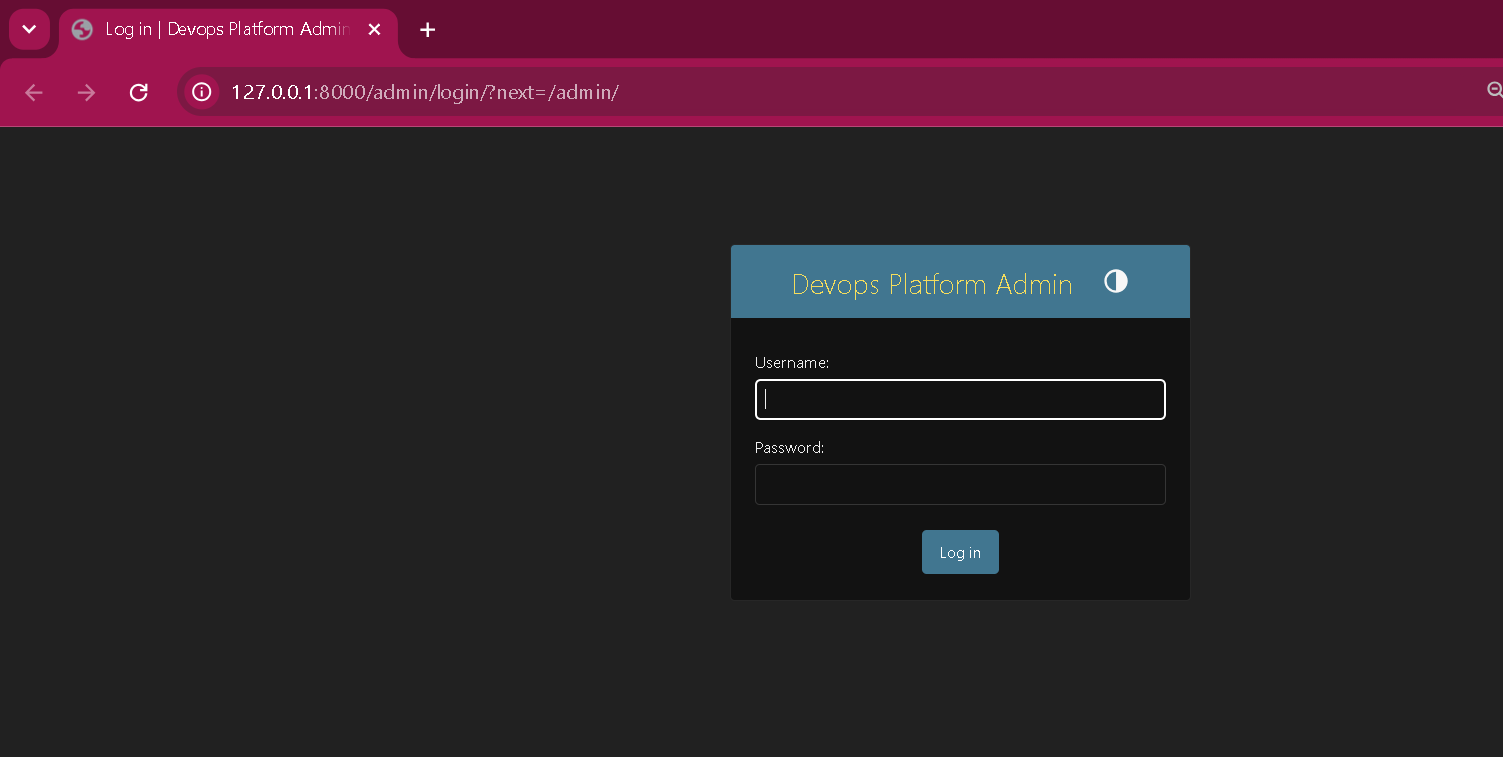 Log in | Devops Platform Admin
127.0.0.1:8000/admin/login/?next=/admin/
Devops Platform Admin
Username:
Password:
Log in